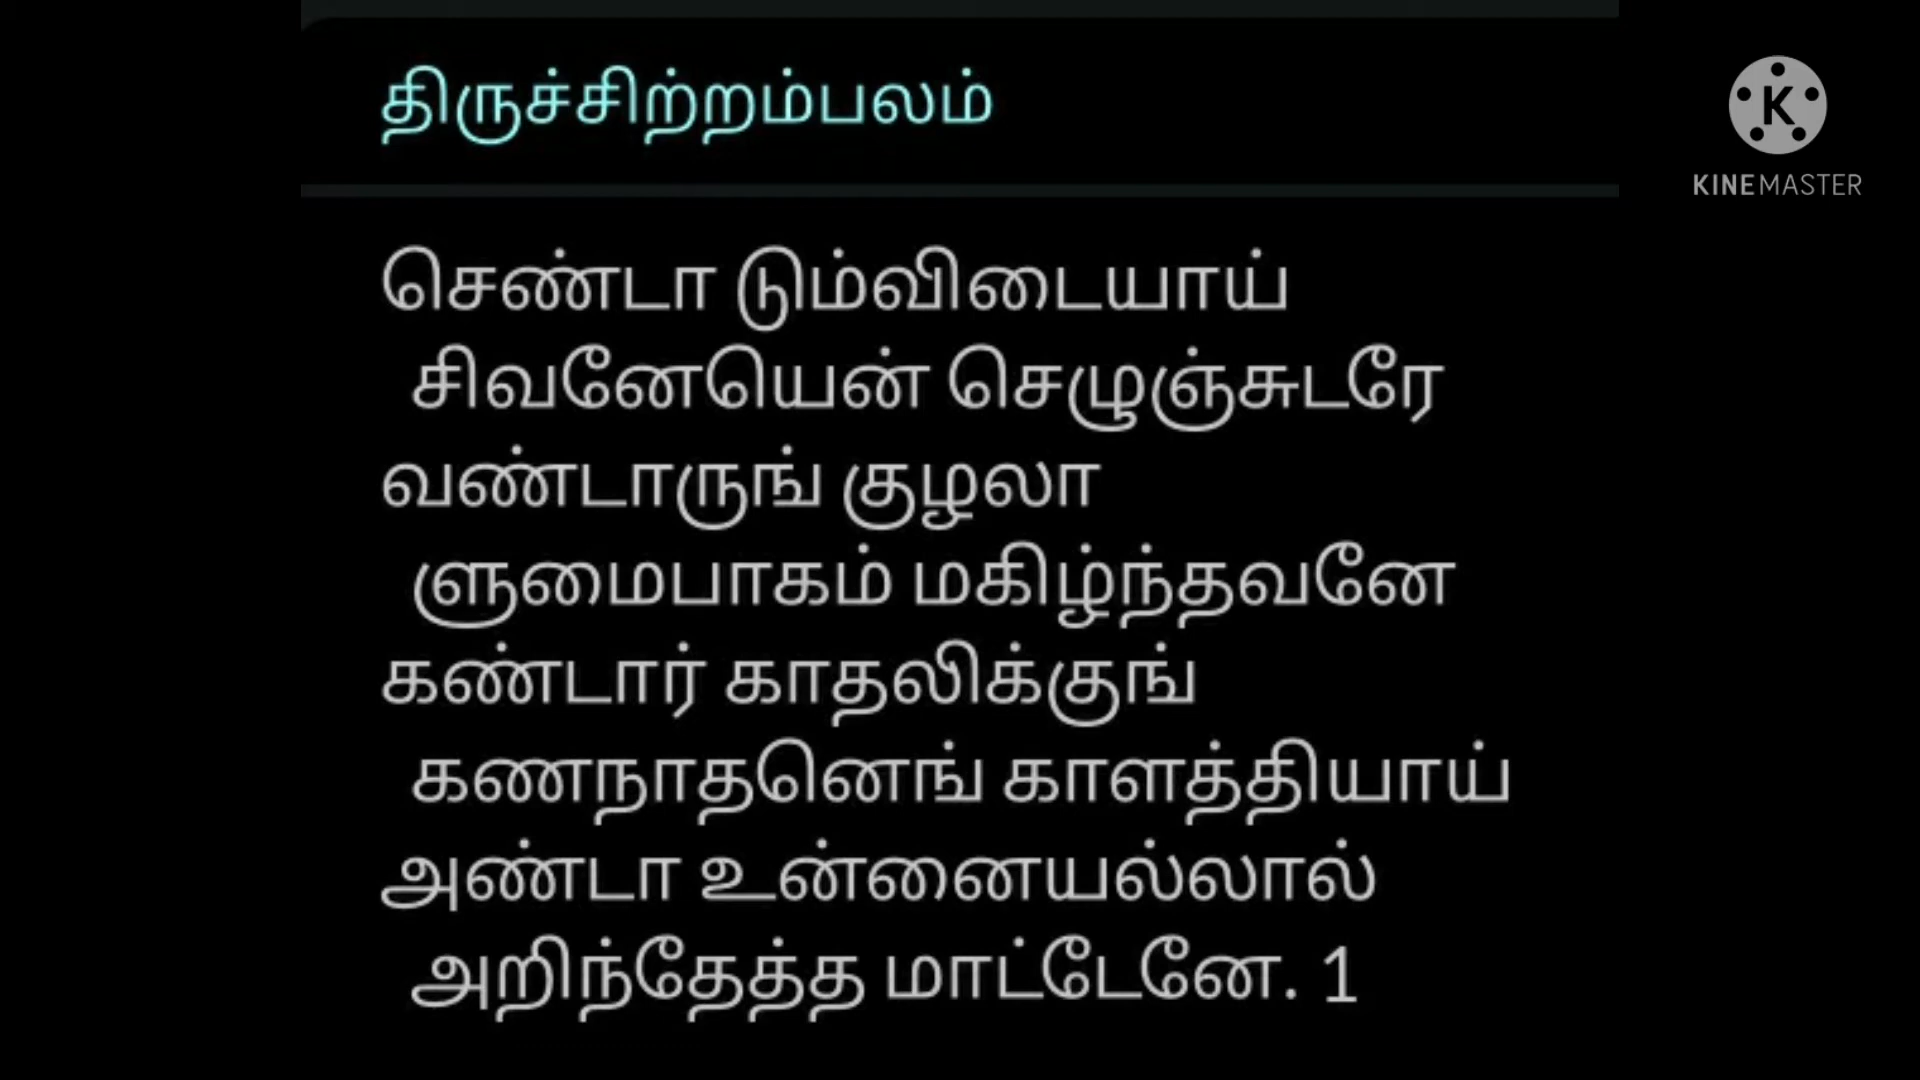 திருச்சிற்றம்பலம்
K
KINEMASTER
செண்டா டும்விடையாய்
சிவனேயென் செழுஞ்சுடரே
வண்டாருங் குழலா
ளுமைபாகம் மகிழ்ந்தவனே
கண்டார் காதலிக்குங்
கணநாதனெங் காளத்தியாய்
அண்டா உன்னையல்லால்
அறிந்தேத்த மாட்டேனே. 1